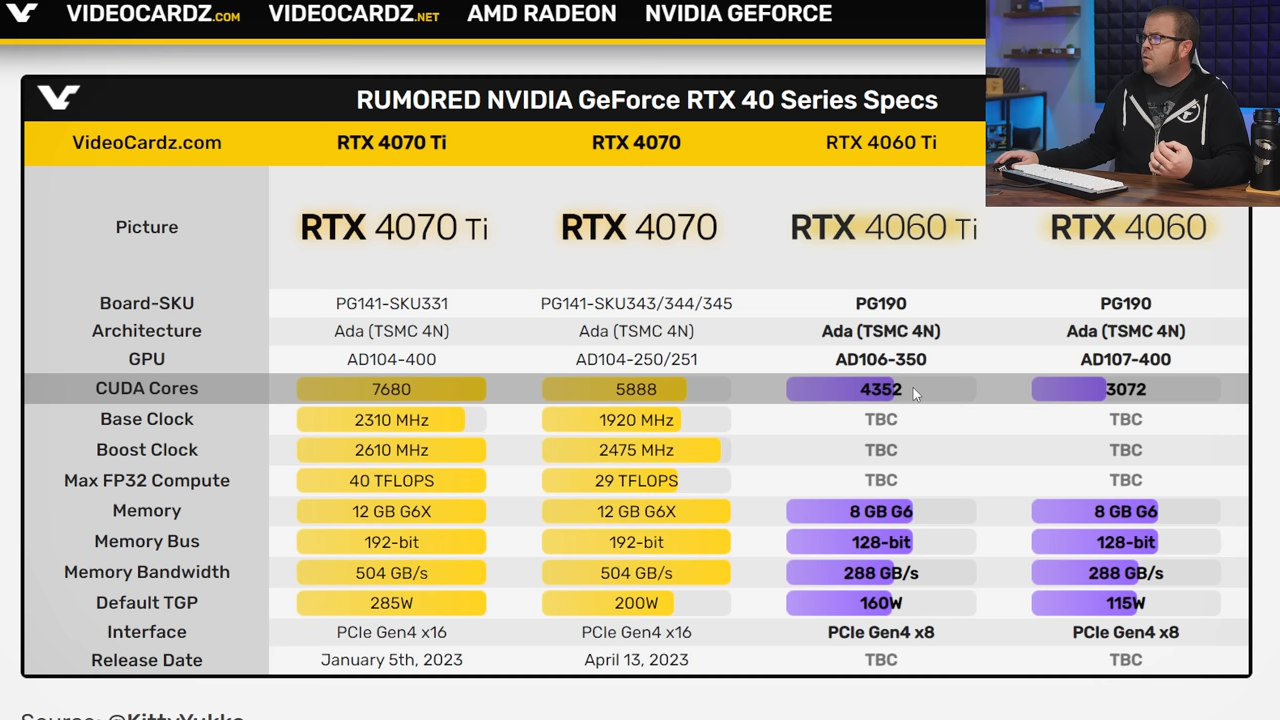 VIDEOCARDZ.COM VIDEOCARDZ.NET AMD RADEON NVIDIA GEFORCE
RUMORED NVIDIA GeForce RTX 40 Series Specs
VideoCardz.com RTX 4070 Ti RTX 4070 RTX 4060 Ti
Picture RTX 4070 Ti RTX 4070 RTX 4060 Ti RTX 4060
Board-SKU PG141-SKU331 PG141-SKU343/344/345 PG190 PG190
Architecture Ada (TSMC 4N) Ada (TSMC 4N) Ada (TSMC 4N) Ada (TSMC 4N)
GPU AD104-400 AD104-250/251 AD106-350 AD107-400
CUDA Cores 7680 5888 4352 3072
Base Clock 2310 MHz 1920 MHz TBC TBC
Boost Clock 2610 MHz 2475 MHz TBC TBC
Max FP32 Compute 40 TFLOPS 29 TFLOPS TBC TBC
Memory 12 GB G6X 12 GB G6X 8 GB G6 8 GB G6
Memory Bus 192-bit 192-bit 128-bit 128-bit
Memory Bandwidth 504 GB/s 504 GB/s 288 GB/s 288 GB/s
Default TGP 285W 200W 160W 115W
Interface PCIe Gen4 x16 PCIe Gen4 x16 PCIe Gen4 x8 PCIe Gen4 x8
Release Date January 5th, 2023 April 13, 2023 TBC TBC